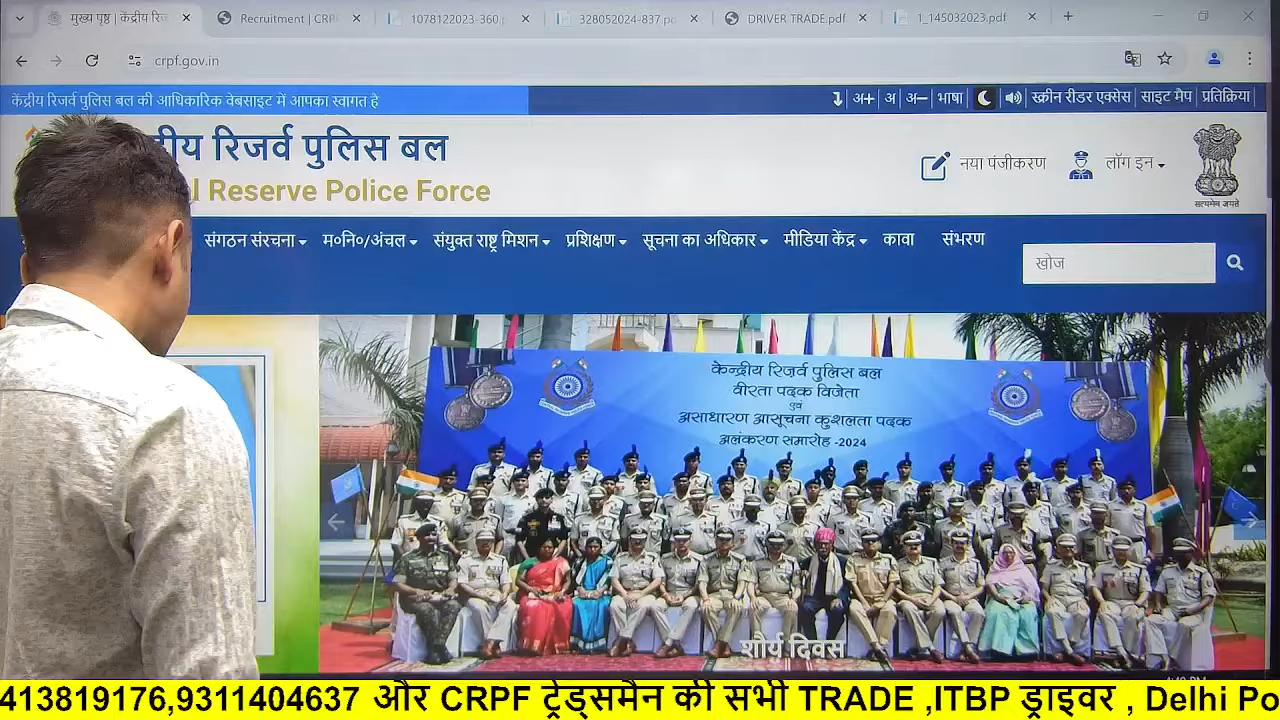 मुख्य पृष्ठ | केंद्रीय रिज
Recruitment | CRP
1078122023-360.p
328052024-837.pd
DRIVER TRADE.pdf
1_145032023.pdf
crpf.gov.in
केंद्रीय रिजर्व पुलिस बल की आधिकारिक वेबसाइट में आपका स्वागत है
अ+ अ अ− भाषा स्क्रीन रीडर एक्सेस साइट मैप प्रतिक्रिया
द्रीय रिजर्व पुलिस बल
l Reserve Police Force
नया पंजीकरण
लॉग इन
सत्यमेव जयते
संगठन संरचना म०नि०/अंचल संयुक्त राष्ट्र मिशन प्रशिक्षण सूचना का अधिकार मीडिया केंद्र कावा संभरण
खोज
केन्द्रीय रिज़र्व पुलिस बल
वीरता पदक विजेता
एवं
असाधारण आसूचना कुशलता पदक
अलंकरण समारोह -2024
शौर्य दिवस
413819176,9311404637 और CRPF ट्रेड्समैन की सभी TRADE ,ITBP ड्राइवर , Delhi Po